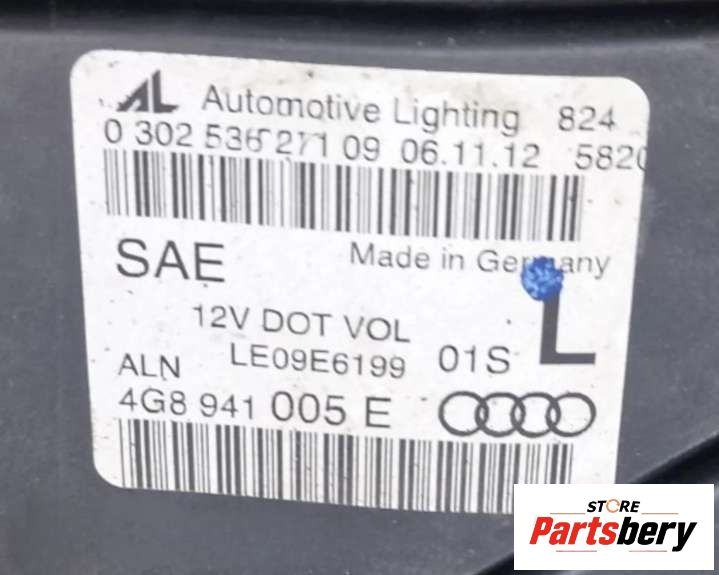 AL Automotive Lighting 824
0 302 536 271 09 06.11.12 5820
SAE
Made in Germany
L
12V DOT VOL
ALN LE09E6199 01S
4G8 941 005 E
STORE
Partsbery